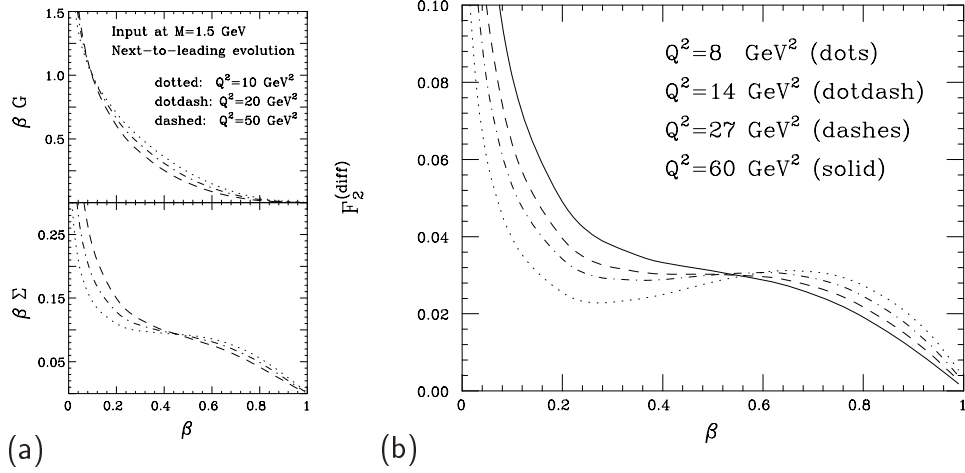 1.5
1.0
0.5
β G
Input at M=1.5 GeV
Next-to-leading evolution
dotted: Q²=10 GeV²
dotdash: Q²=20 GeV²
dashed: Q²=50 GeV²
0.25
0.15
0.05
β Σ
0 0.2 0.4 0.6 0.8 1
β
(a)
0.10
0.08
0.06
0.04
0.02
0.00
F₂^(diff)
Q²=8 GeV² (dots)
Q²=14 GeV² (dotdash)
Q²=27 GeV² (dashes)
Q²=60 GeV² (solid)
0 0.2 0.4 0.6 0.8 1
β
(b)